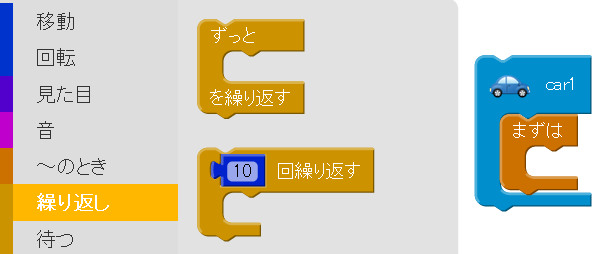 移動
回転
見た目
音
～のとき
繰り返し
待つ
ずっと
を繰り返す
10 回繰り返す
car1
まずは